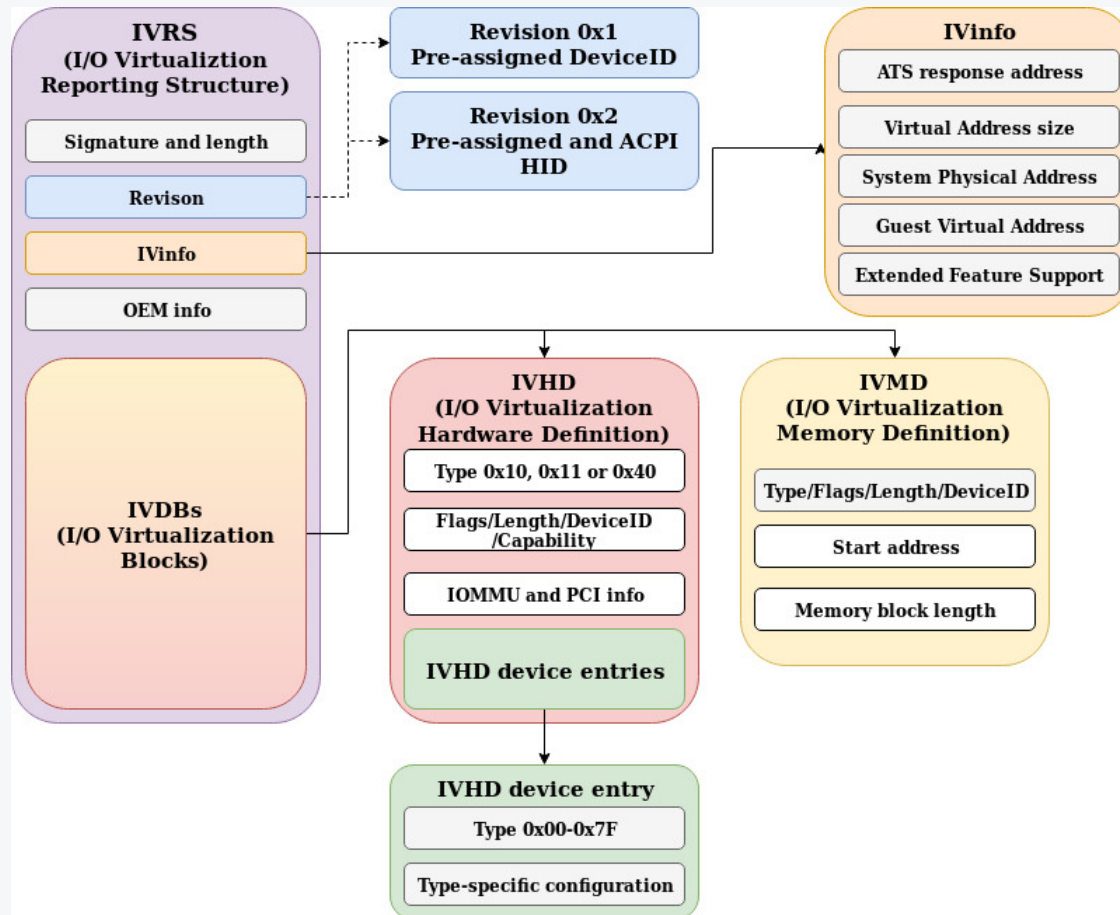 IVRS
(I/O Virtualiztion
Reporting Structure)
Signature and length
Revison
IVinfo
OEM info
IVDBs
(I/O Virtualization
Blocks)
Revision 0x1
Pre-assigned DeviceID
Revision 0x2
Pre-assigned and ACPI
HID
IVinfo
ATS response address
Virtual Address size
System Physical Address
Guest Virtual Address
Extended Feature Support
IVHD
(I/O Virtualization
Hardware Definition)
Type 0x10, 0x11 or 0x40
Flags/Length/DeviceID
/Capability
IOMMU and PCI info
IVHD device entries
IVMD
(I/O Virtualization
Memory Definition)
Type/Flags/Length/DeviceID
Start address
Memory block length
IVHD device entry
Type 0x00-0x7F
Type-specific configuration